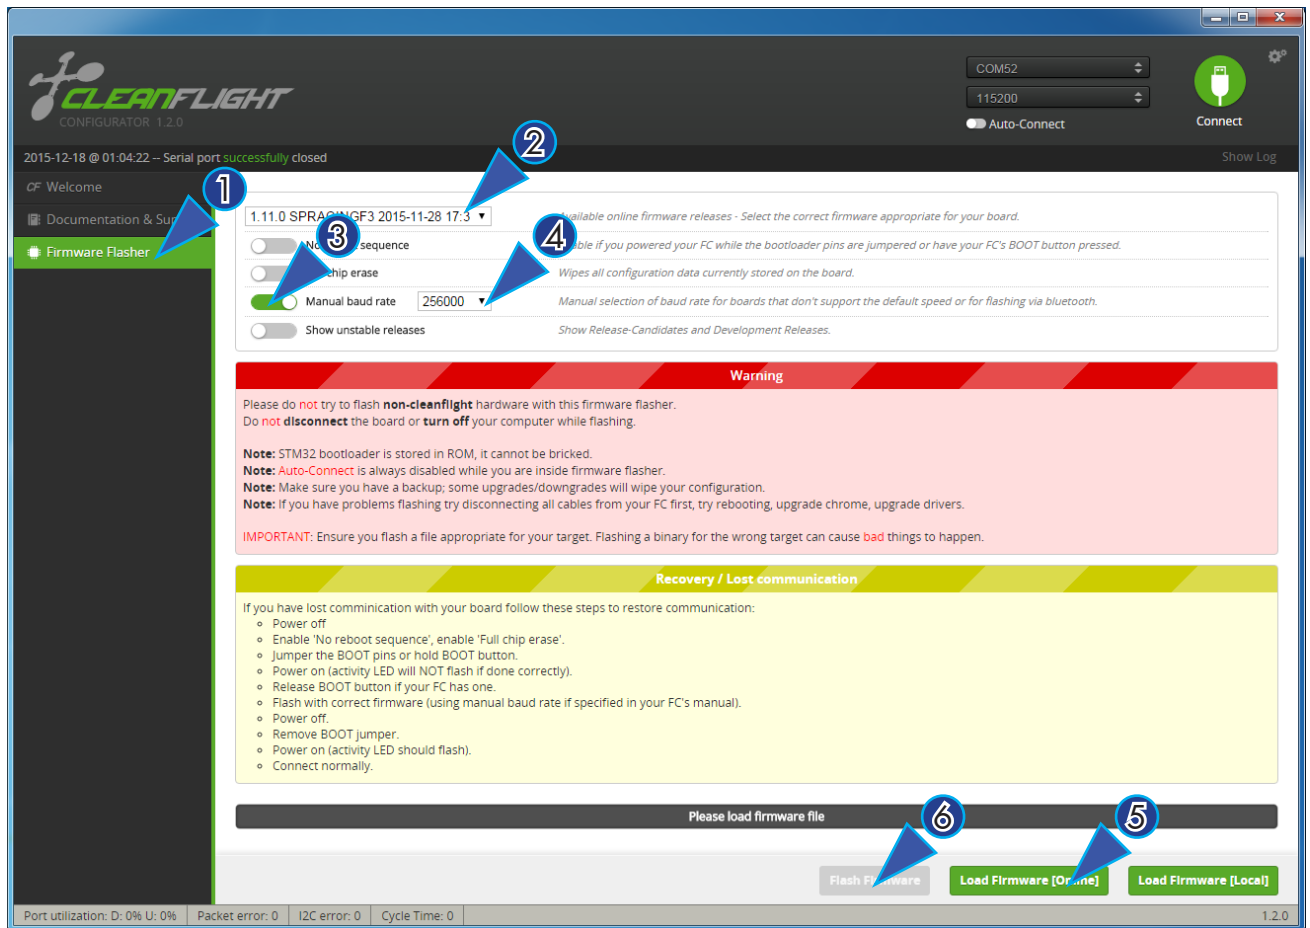 CLEANFLIGHT
CONFIGURATOR 1.2.0
COM52
115200
Auto-Connect
Connect
2015-12-18 @ 01:04:22 -- Serial port successfully closed
Show Log
CF Welcome
Documentation &
Firmware Flasher
1
2
1.11.0 SPRACINGF3 2015-11-28 17:3
Available online firmware releases - Select the correct firmware appropriate for your board.
3
sequence
4
if you powered your FC while the bootloader pins are jumpered or have your FC's BOOT button pressed.
chip erase
Wipes all configuration data currently stored on the board.
Manual baud rate 256000
Manual selection of baud rate for boards that don't support the default speed or for flashing via bluetooth.
Show unstable releases
Show Release-Candidates and Development Releases.
Warning
Please do not try to flash non-cleanflight hardware with this firmware flasher.
Do not disconnect the board or turn off your computer while flashing.
Note: STM32 bootloader is stored in ROM, it cannot be bricked.
Note: Auto-Connect is always disabled while you are inside firmware flasher.
Note: Make sure you have a backup; some upgrades/downgrades will wipe your configuration.
Note: If you have problems flashing try disconnecting all cables from your FC first, try rebooting, upgrade chrome, upgrade drivers.
IMPORTANT: Ensure you flash a file appropriate for your target. Flashing a binary for the wrong target can cause bad things to happen.
Recovery / Lost communication
If you have lost comminication with your board follow these steps to restore communication:
Power off
Enable 'No reboot sequence', enable 'Full chip erase'.
Jumper the BOOT pins or hold BOOT button.
Power on (activity LED will NOT flash if done correctly).
Release BOOT button if your FC has one.
Flash with correct firmware (using manual baud rate if specified in your FC's manual).
Power off.
Remove BOOT jumper.
Power on (activity LED should flash).
Connect normally.
Please load firmware file
6
5
Flash Firmware
Load Firmware [Online]
Load Firmware [Local]
Port utilization: D: 0% U: 0%
Packet error: 0
I2C error: 0
Cycle Time: 0
1.2.0